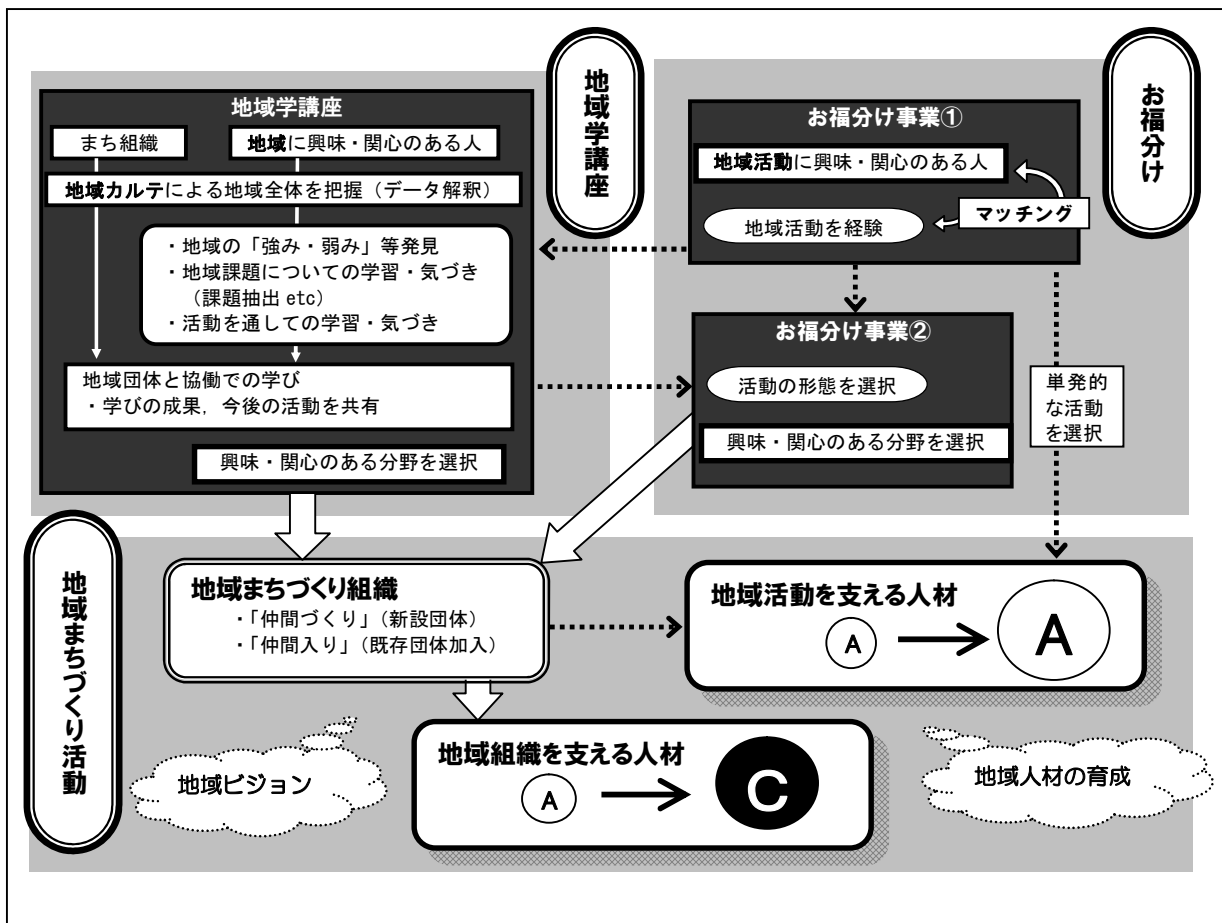 地域学講座
お福分け
地域学講座
まち組織
地域に興味・関心のある人
地域カルテによる地域全体を把握（データ解釈）
・地域の「強み・弱み」等発見
・地域課題についての学習・気づき
（課題抽出 etc）
・活動を通しての学習・気づき
地域団体と協働での学び
・学びの成果，今後の活動を共有
興味・関心のある分野を選択
お福分け事業①
地域活動に興味・関心のある人
マッチング
地域活動を経験
お福分け事業②
活動の形態を選択
興味・関心のある分野を選択
単発的
な活動
を選択
地域まちづくり活動
地域まちづくり組織
・「仲間づくり」（新設団体）
・「仲間入り」（既存団体加入）
地域活動を支える人材
A
A
地域組織を支える人材
A
C
地域ビジョン
地域人材の育成